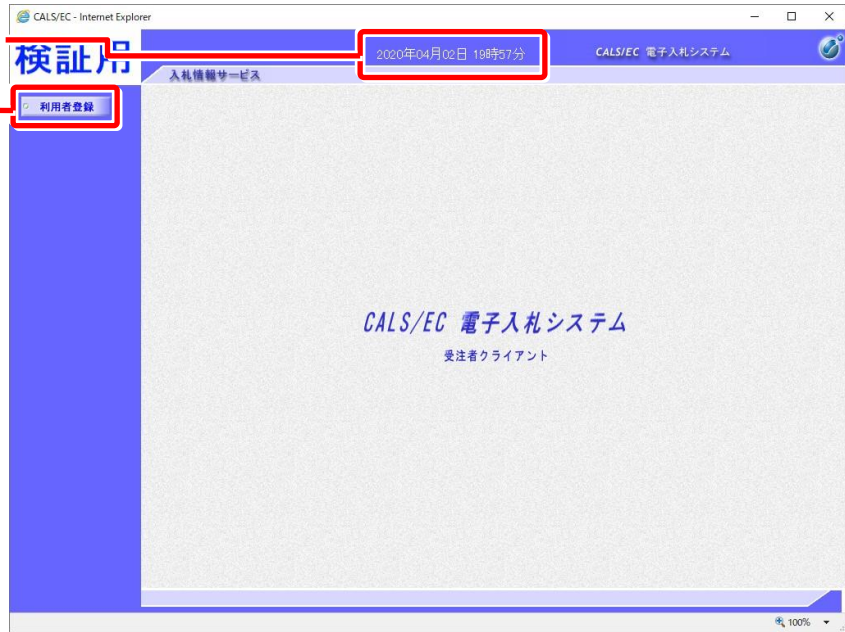 CALS/EC - Internet Explorer
検証用
2020年04月02日 19時57分
CALS/EC 電子入札システム
入札情報サービス
利用者登録
CALS/EC 電子入札システム
受注者クライアント
100%